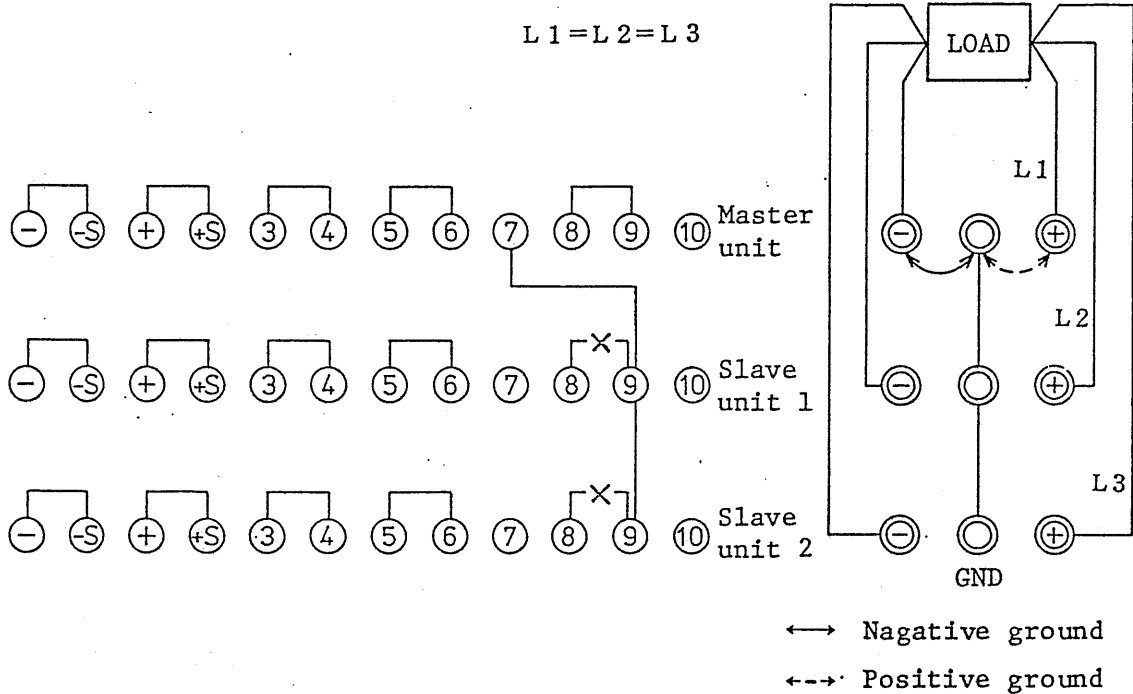 L1=L2=L3
LOAD
L1
- -S + +S 3 4 5 6 7 8 9 10 Master
unit
- +
L2
- -S + +S 3 4 5 6 7 8 9 10 Slave
unit 1
- +
L3
- -S + +S 3 4 5 6 7 8 9 10 Slave
unit 2
- +
GND
Nagative ground
Positive ground